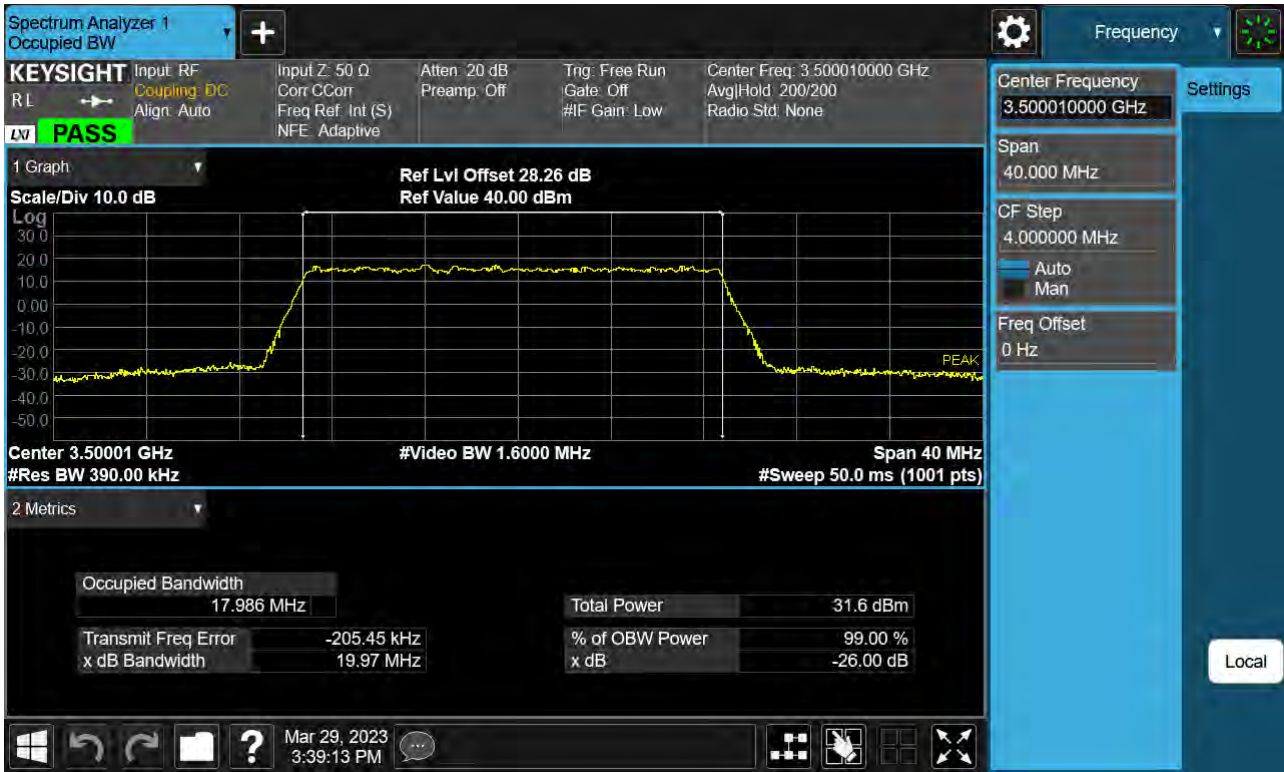 Spectrum Analyzer 1
Occupied BW
Frequency
KEYSIGHT
RL
LXI PASS
Input: RF
Coupling: DC
Align: Auto
Input Z: 50 Ω
Corr CCorr
Freq Ref: Int (S)
NFE: Adaptive
Atten: 20 dB
Preamp: Off
Trig: Free Run
Gate: Off
#IF Gain: Low
Center Freq: 3.500010000 GHz
Avg|Hold: 200/200
Radio Std: None
Center Frequency
3.500010000 GHz
Settings
Span
40.000 MHz
CF Step
4.000000 MHz
Auto
Man
Freq Offset
0 Hz
Local
1 Graph
Scale/Div 10.0 dB
Ref Lvl Offset 28.26 dB
Ref Value 40.00 dBm
Log
30.0
20.0
10.0
0.00
-10.0
-20.0
-30.0
-40.0
-50.0
PEAK
Center 3.50001 GHz
#Video BW 1.6000 MHz
Span 40 MHz
#Res BW 390.00 kHz
#Sweep 50.0 ms (1001 pts)
2 Metrics
Occupied Bandwidth
17.986 MHz
Total Power 31.6 dBm
Transmit Freq Error -205.45 kHz
% of OBW Power 99.00 %
x dB Bandwidth 19.97 MHz
x dB -26.00 dB
?
Mar 29, 2023
3:39:13 PM